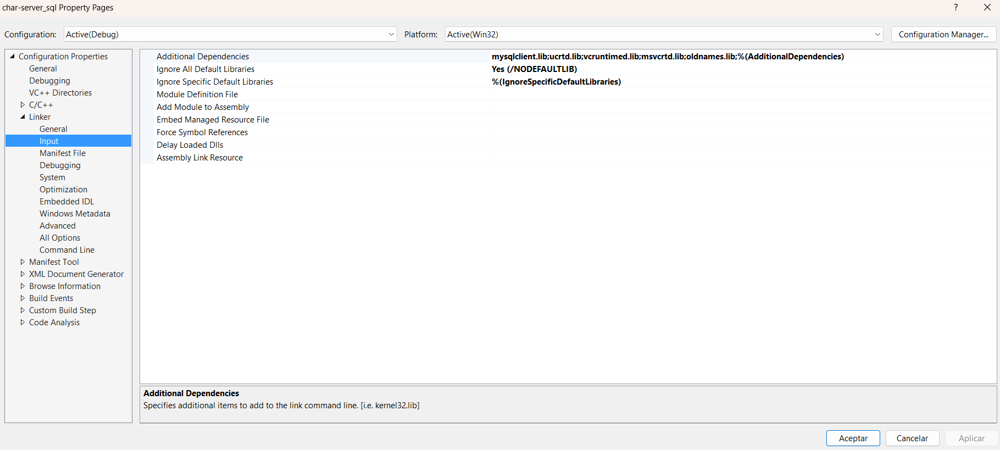 char-server_sql Property Pages
?
Configuration: Active(Debug) Platform: Active(Win32) Configuration Manager...
Configuration Properties
General
Debugging
VC++ Directories
C/C++
Linker
General
Input
Manifest File
Debugging
System
Optimization
Embedded IDL
Windows Metadata
Advanced
All Options
Command Line
Manifest Tool
XML Document Generator
Browse Information
Build Events
Custom Build Step
Code Analysis
Additional Dependencies mysqlclient.lib;ucrtd.lib;vcruntimed.lib;msvcrtd.lib;oldnames.lib;%(AdditionalDependencies)
Ignore All Default Libraries Yes (/NODEFAULTLIB)
Ignore Specific Default Libraries %(IgnoreSpecificDefaultLibraries)
Module Definition File
Add Module to Assembly
Embed Managed Resource File
Force Symbol References
Delay Loaded Dlls
Assembly Link Resource
Additional Dependencies
Specifies additional items to add to the link command line. [i.e. kernel32.lib]
Aceptar Cancelar Aplicar